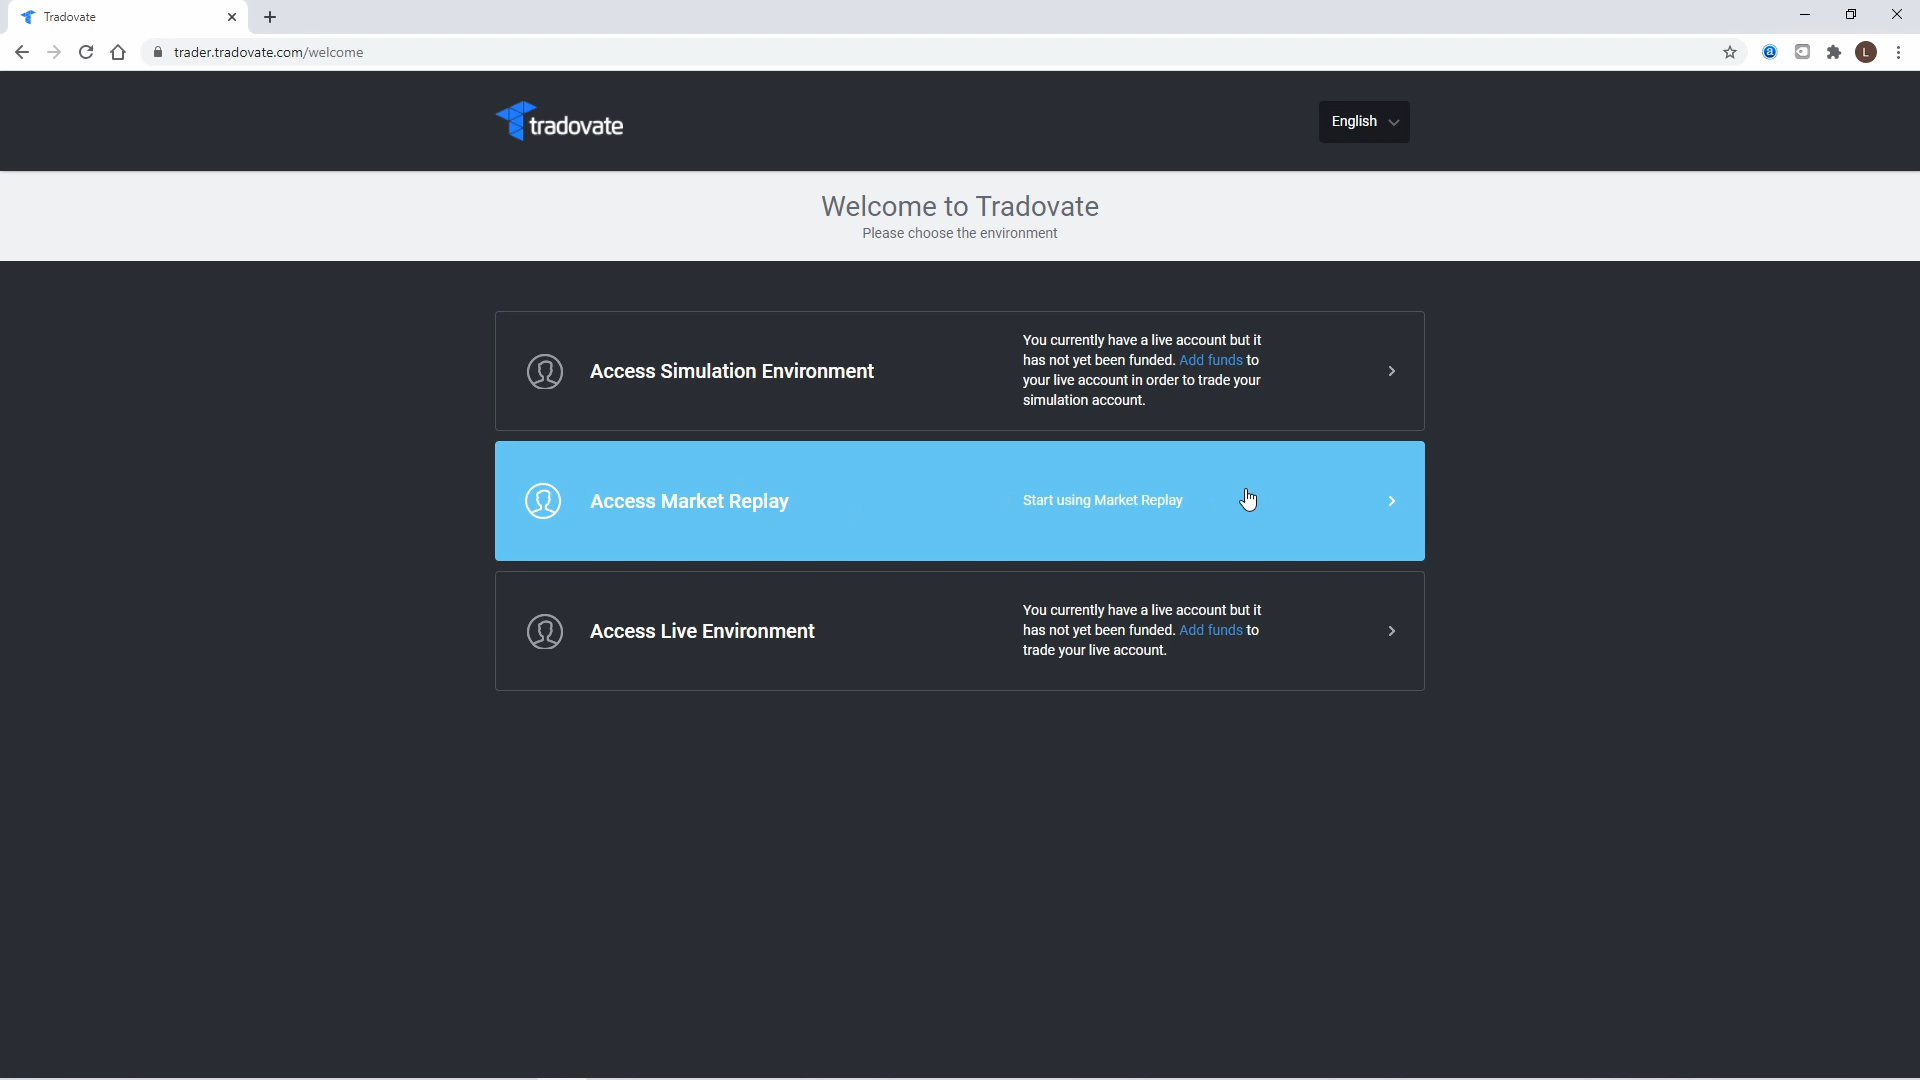 Tradovate
trader.tradovate.com/welcome
a
L
tradovate
English
Welcome to Tradovate
Please choose the environment
Access Simulation Environment
You currently have a live account but it
has not yet been funded. Add funds to
your live account in order to trade your
simulation account.
Access Market Replay
Start using Market Replay
Access Live Environment
You currently have a live account but it
has not yet been funded. Add funds to
trade your live account.